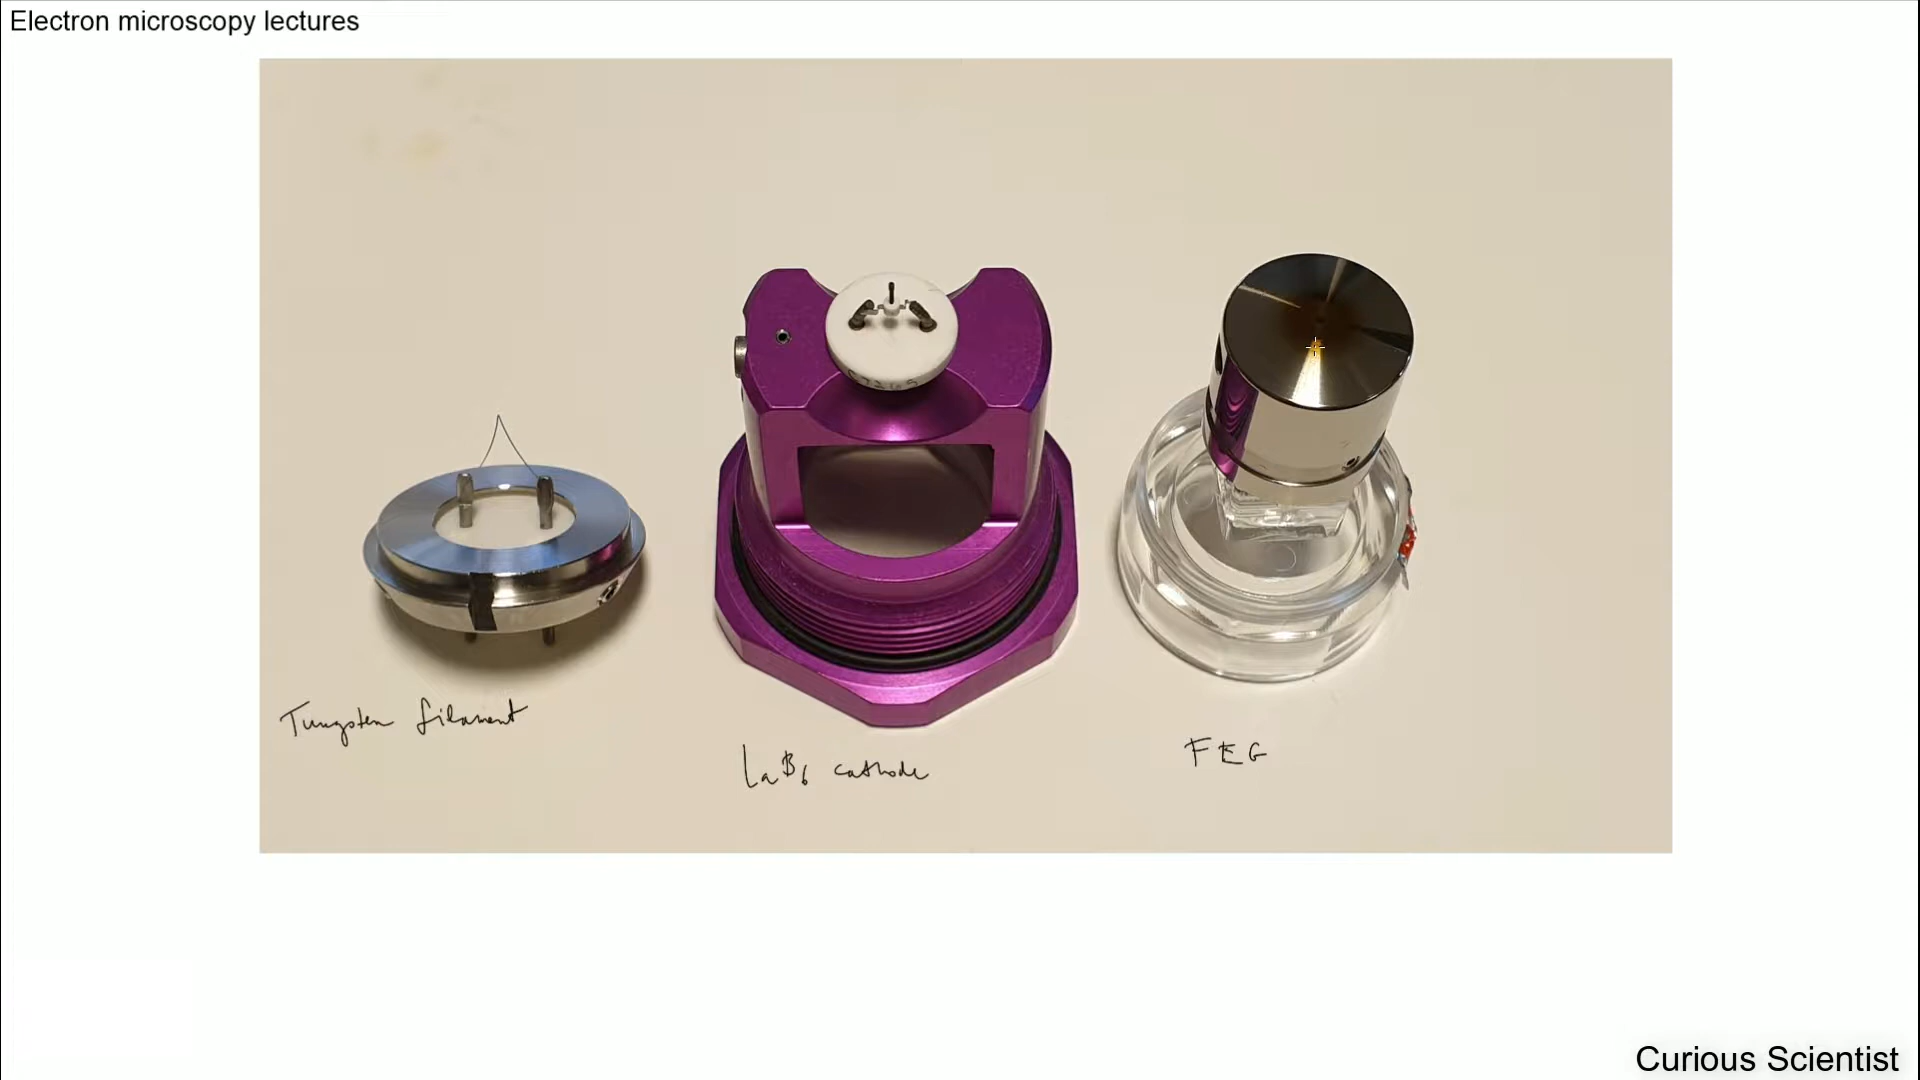 Electron microscopy lectures
Tungsten filament
LaB6 cathode
FEG
Curious Scientist